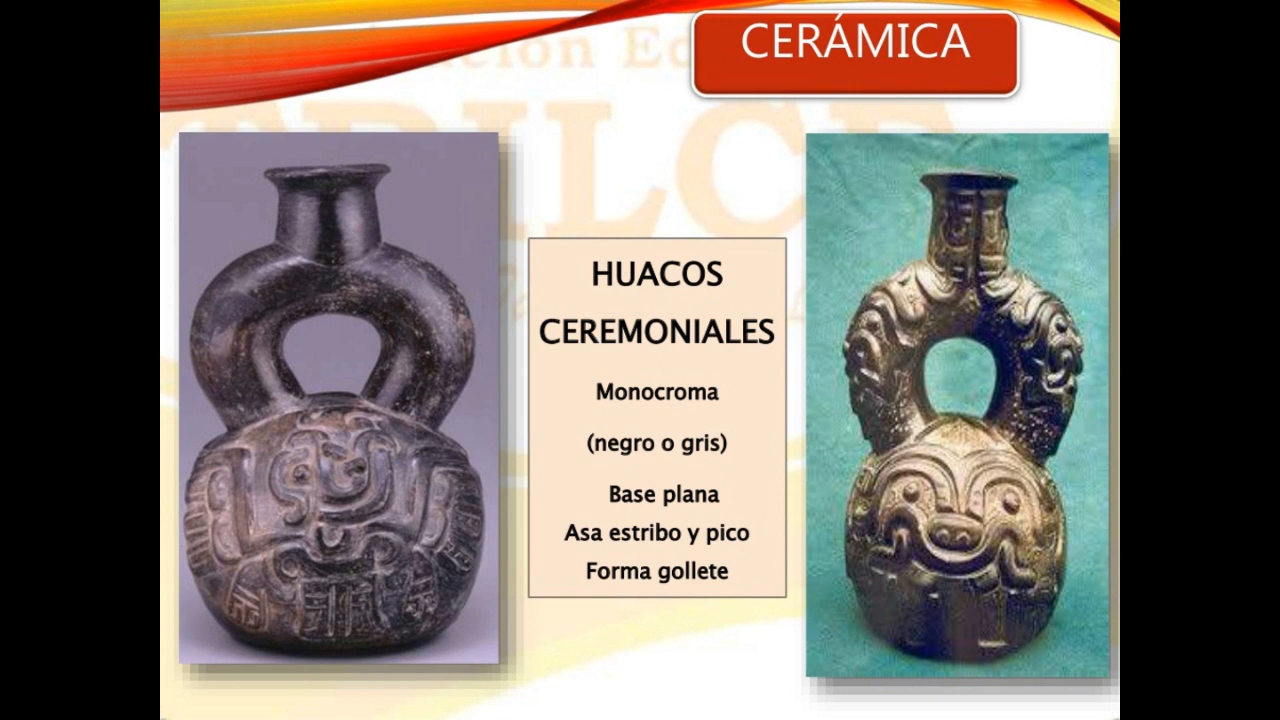 CERÁMICA
HUACOS
CEREMONIALES
Monocroma
(negro o gris)
Base plana
Asa estribo y pico
Forma gollete